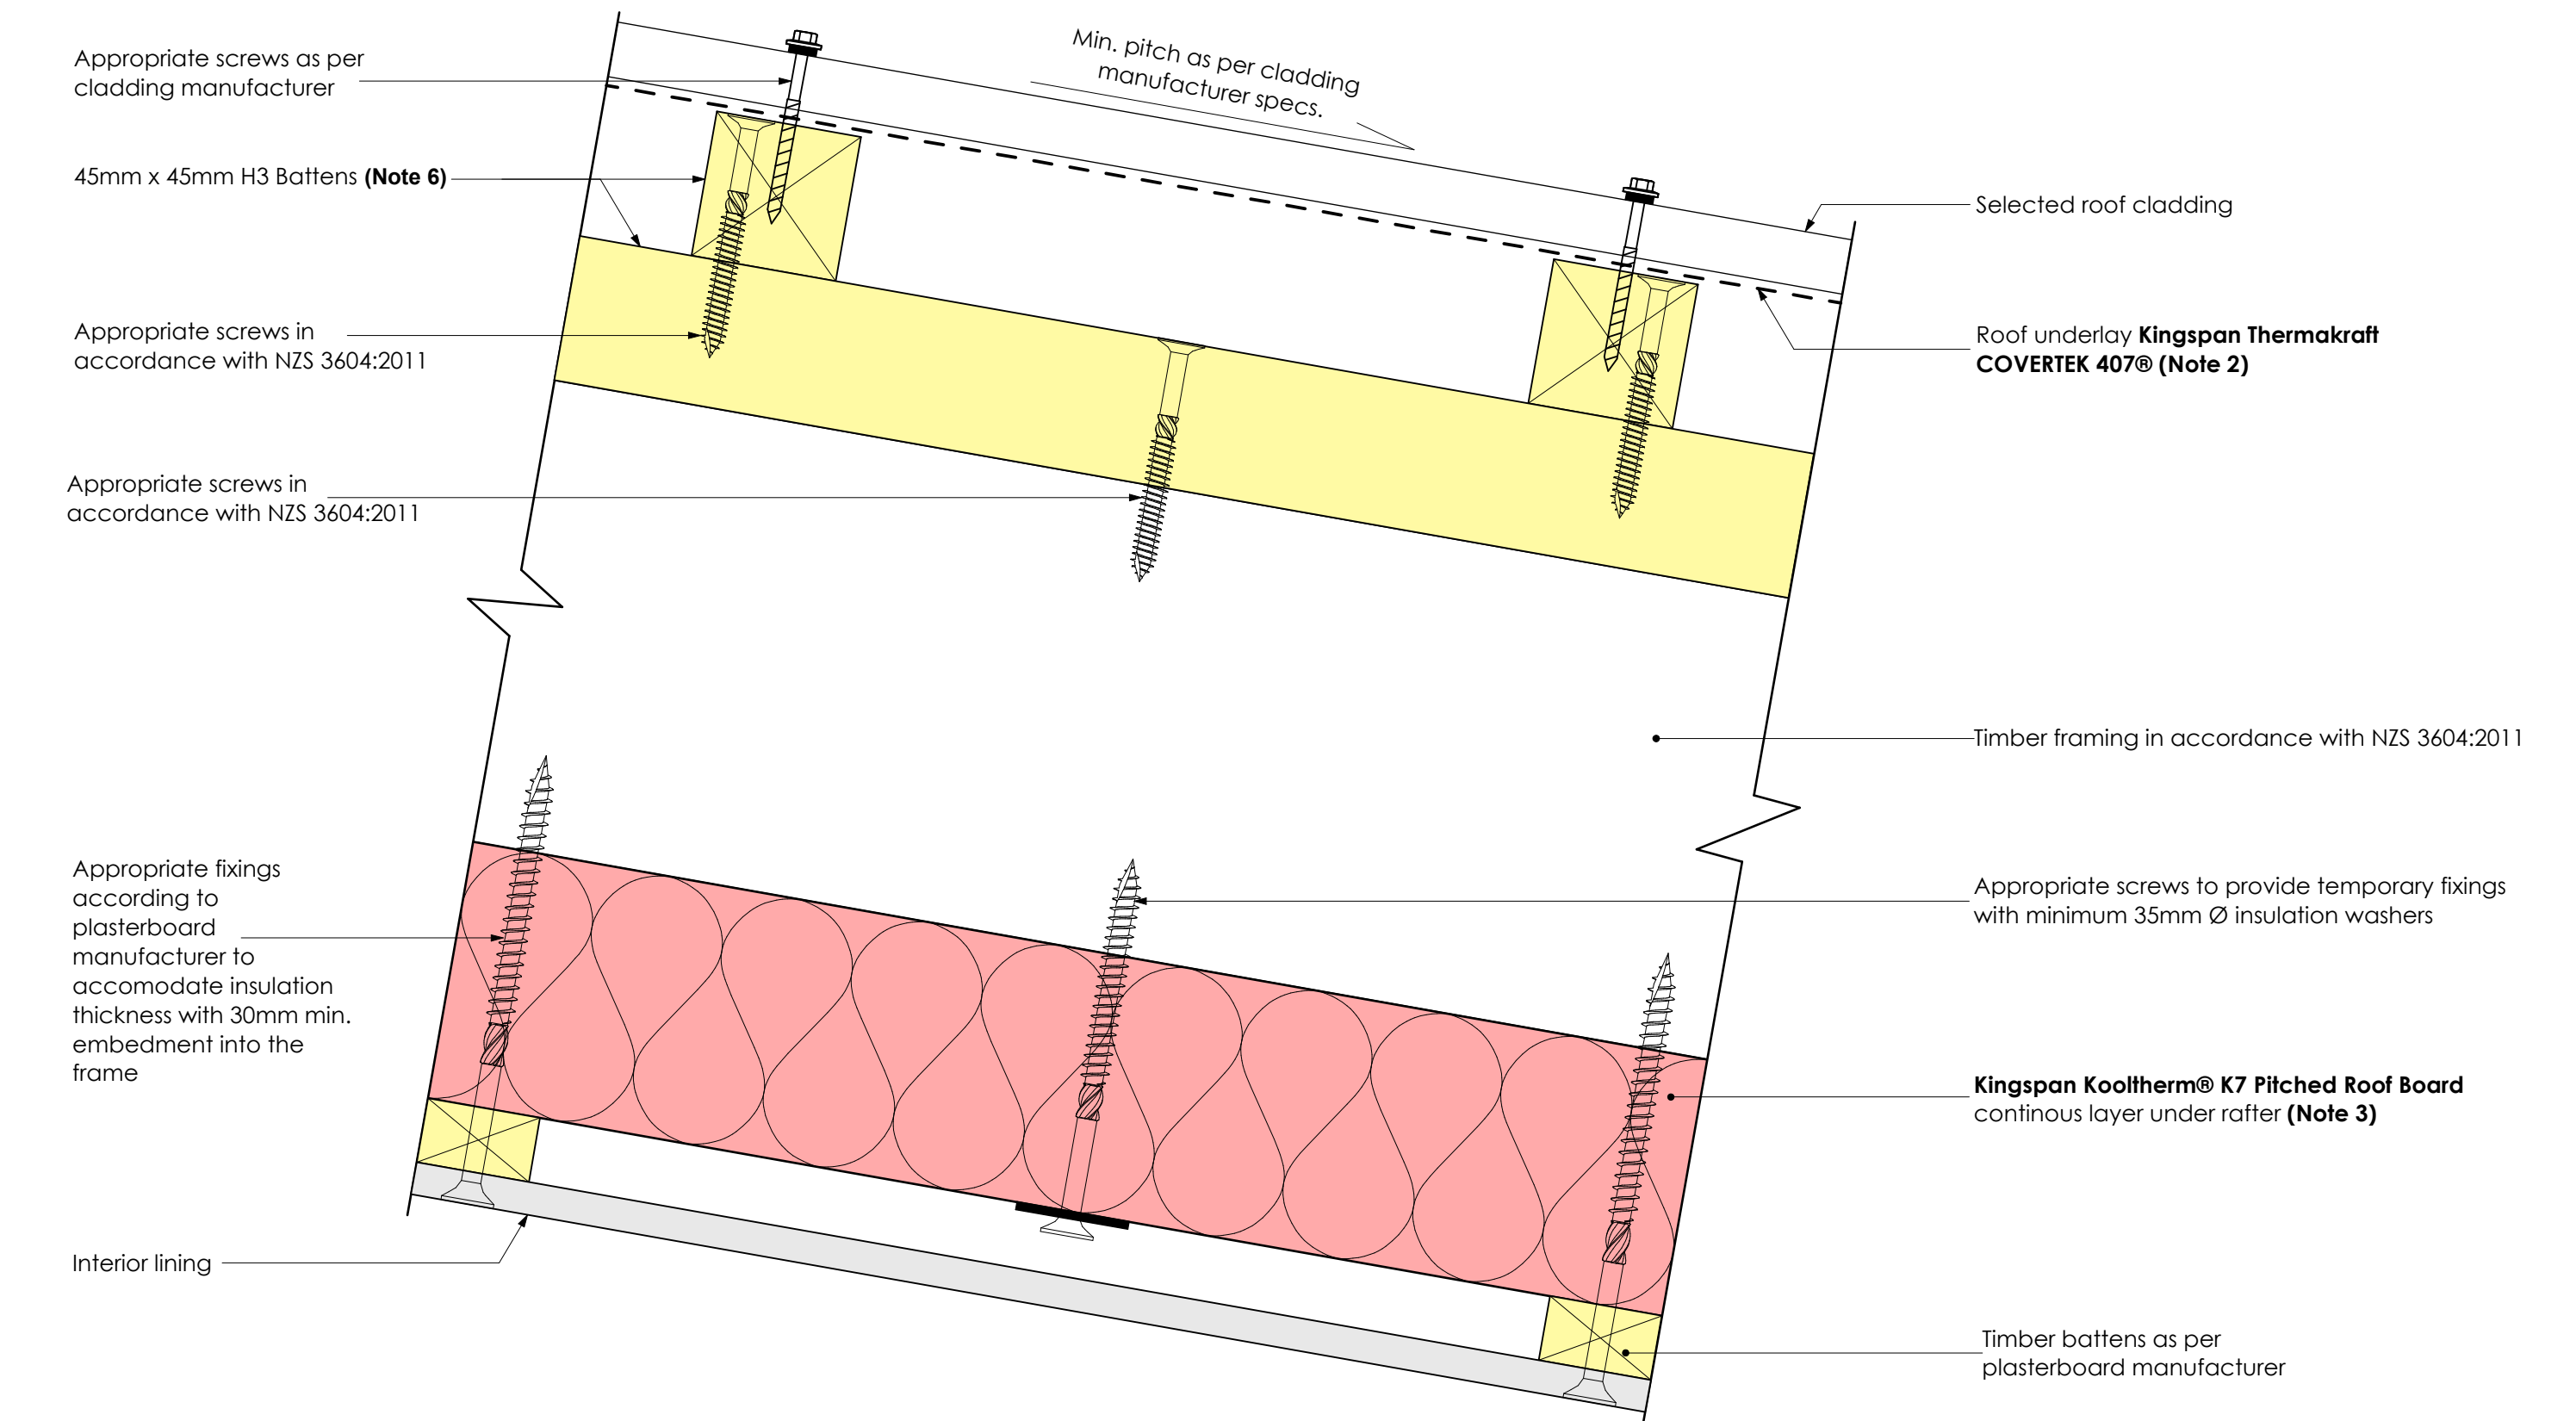 Appropriate screws as per
cladding manufacturer
Min. pitch as per cladding
manufacturer specs.
45mm x 45mm H3 Battens (Note 6)
Selected roof cladding
Appropriate screws in
accordance with NZS 3604:2011
Roof underlay Kingspan Thermakraft
COVERTEK 407® (Note 2)
Appropriate screws in
accordance with NZS 3604:2011
Timber framing in accordance with NZS 3604:2011
Appropriate fixings
according to
plasterboard
manufacturer to
accomodate insulation
thickness with 30mm min.
embedment into the
frame
Appropriate screws to provide temporary fixings
with minimum 35mm Ø insulation washers
Kingspan Kooltherm® K7 Pitched Roof Board
continous layer under rafter (Note 3)
Interior lining
Timber battens as per
plasterboard manufacturer